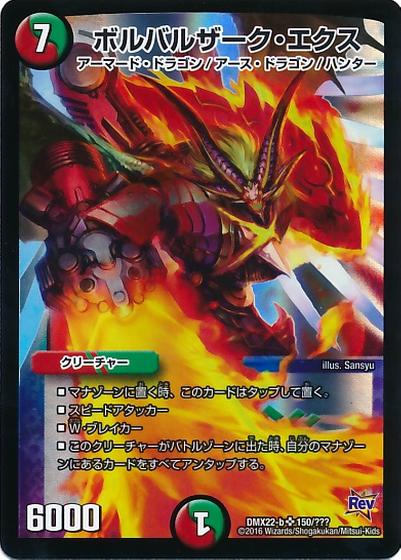 7
ボルバルザーク・エクス
アーマード・ドラゴン/アース・ドラゴン/ハンター
クリーチャー
illus. Sansyu
■マナゾーンに置く時、このカードはタップして置く。
■スピードアタッカー
■W・ブレイカー
■このクリーチャーがバトルゾーンに出た時、自分のマナゾー
ンにあるカードをすべてアンタップする。
Rev
6000
1
DMX22-b 150/???
©2016 Wizards/Shogakukan/Mitsui-Kids